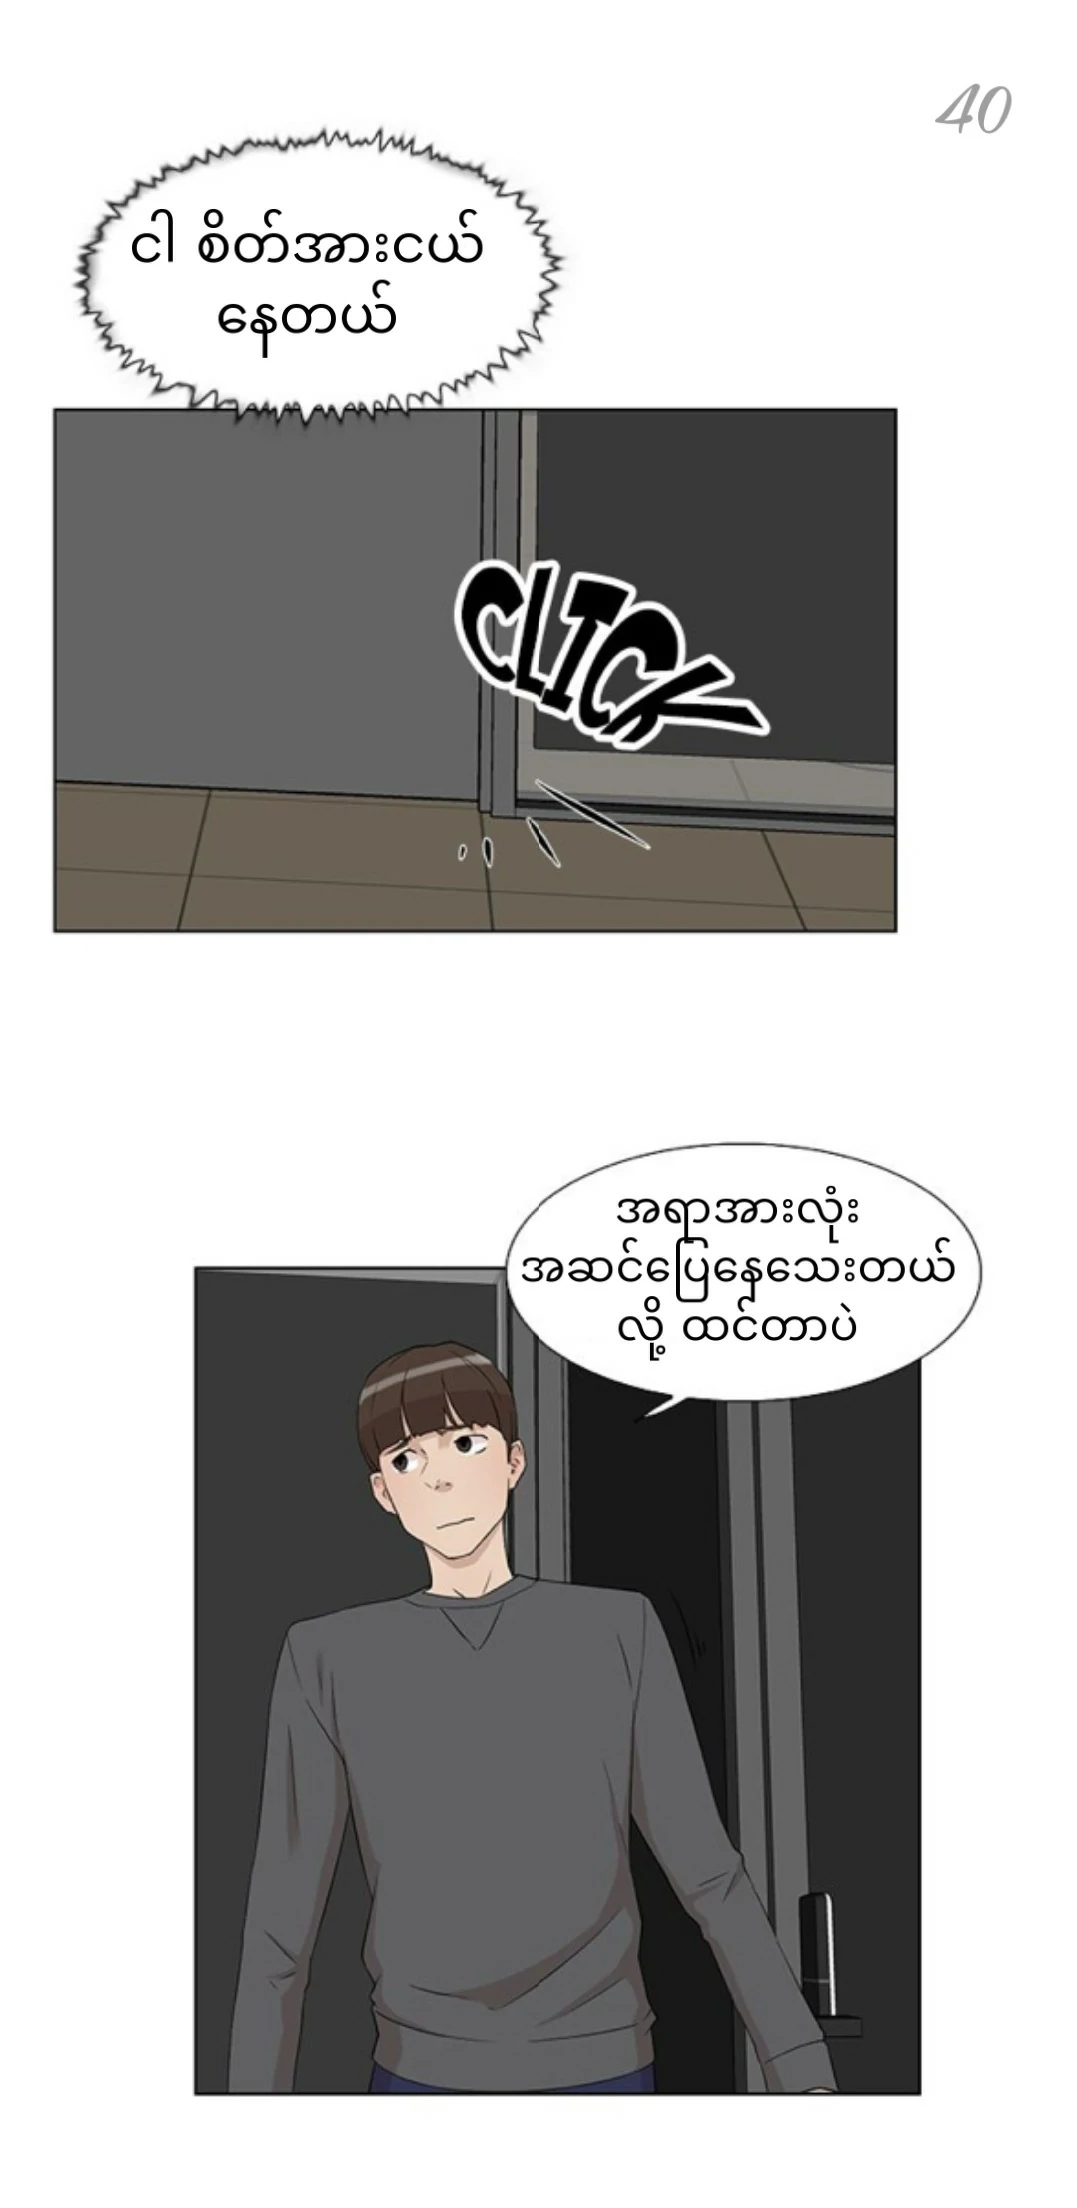 40
ငါ စိတ်အားငယ်
နေတယ်
CLICK
အရာအားလုံး
အဆင်ပြေနေသေးတယ်
လို့ ထင်တာပဲ